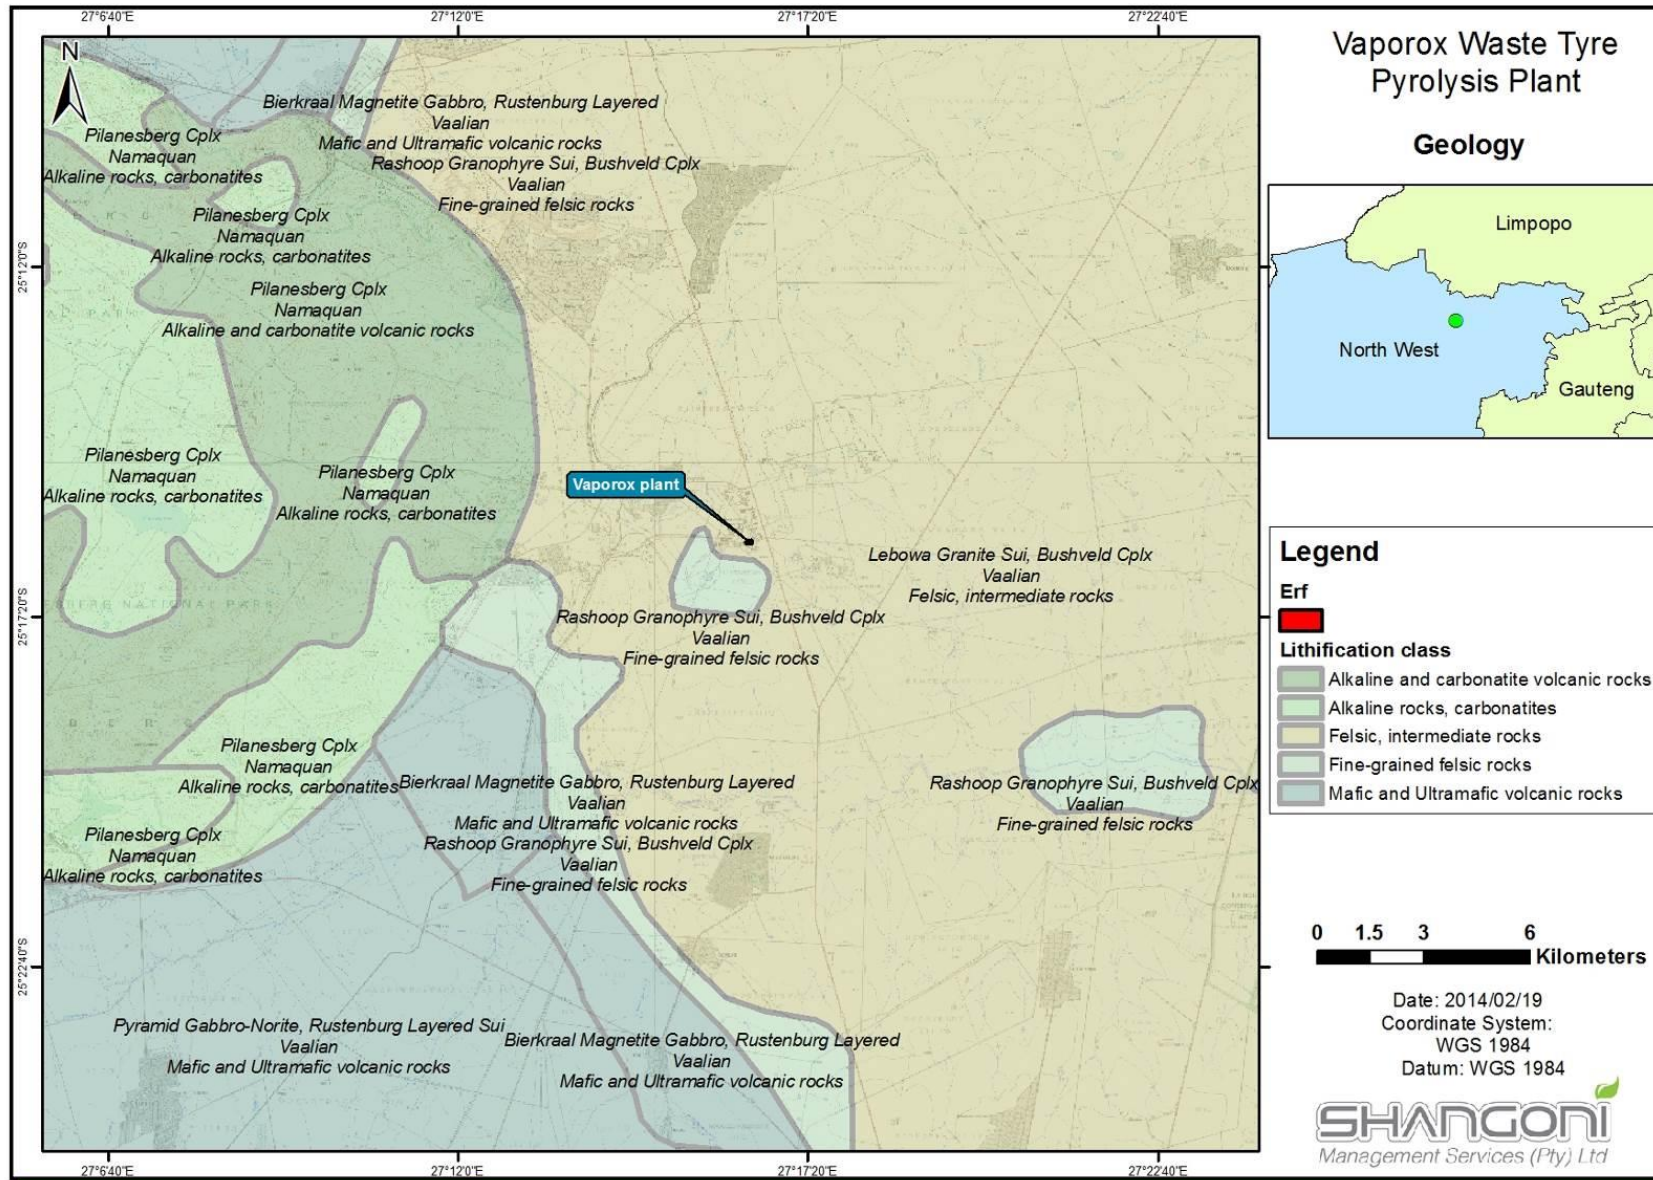 27°6'40"E
27°12'0"E
27°17'20"E
27°22'40"E
N
Bierkraal Magnetite Gabbro, Rustenburg Layered
Vaalian
Mafic and Ultramafic volcanic rocks
Rashoop Granophyre Sui, Bushveld Cplx
Vaalian
Fine-grained felsic rocks
Pilanesberg Cplx
Namaquan
Alkaline rocks, carbonatites
Pilanesberg Cplx
Namaquan
Alkaline rocks, carbonatites
Pilanesberg Cplx
Namaquan
Alkaline and carbonatite volcanic rocks
Pilanesberg Cplx
Namaquan
Alkaline rocks, carbonatites
Pilanesberg Cplx
Namaquan
Alkaline rocks, carbonatites
Vaporox plant
Lebowa Granite Sui, Bushveld Cplx
Vaalian
Felsic, intermediate rocks
Rashoop Granophyre Sui, Bushveld Cplx
Vaalian
Fine-grained felsic rocks
Pilanesberg Cplx
Namaquan
Alkaline rocks, carbonatites
Bierkraal Magnetite Gabbro, Rustenburg Layered
Vaalian
Mafic and Ultramafic volcanic rocks
Rashoop Granophyre Sui, Bushveld Cplx
Vaalian
Fine-grained felsic rocks
Rashoop Granophyre Sui, Bushveld Cplx
Vaalian
Fine-grained felsic rocks
Pilanesberg Cplx
Namaquan
Alkaline rocks, carbonatites
Pyramid Gabbro-Norite, Rustenburg Layered Sui
Vaalian
Mafic and Ultramafic volcanic rocks
Bierkraal Magnetite Gabbro, Rustenburg Layered
Vaalian
Mafic and Ultramafic volcanic rocks
25°12'0"S
25°17'20"S
25°22'40"S
27°6'40"E
27°12'0"E
27°17'20"E
27°22'40"E
Vaporox Waste Tyre
Pyrolysis Plant
Geology
Limpopo
North West
Gauteng
Legend
Erf
Lithification class
Alkaline and carbonatite volcanic rocks
Alkaline rocks, carbonatites
Felsic, intermediate rocks
Fine-grained felsic rocks
Mafic and Ultramafic volcanic rocks
0 1.5 3 6
Kilometers
Date: 2014/02/19
Coordinate System:
WGS 1984
Datum: WGS 1984
SHANGONI
Management Services (Pty) Ltd